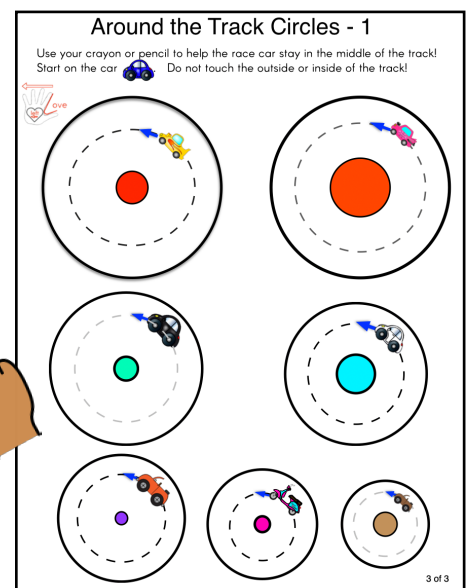 Around the Track Circles - 1
Use your crayon or pencil to help the race car stay in the middle of the track!
Start on the car Do not touch the outside or inside of the track!
ove
3 of 3